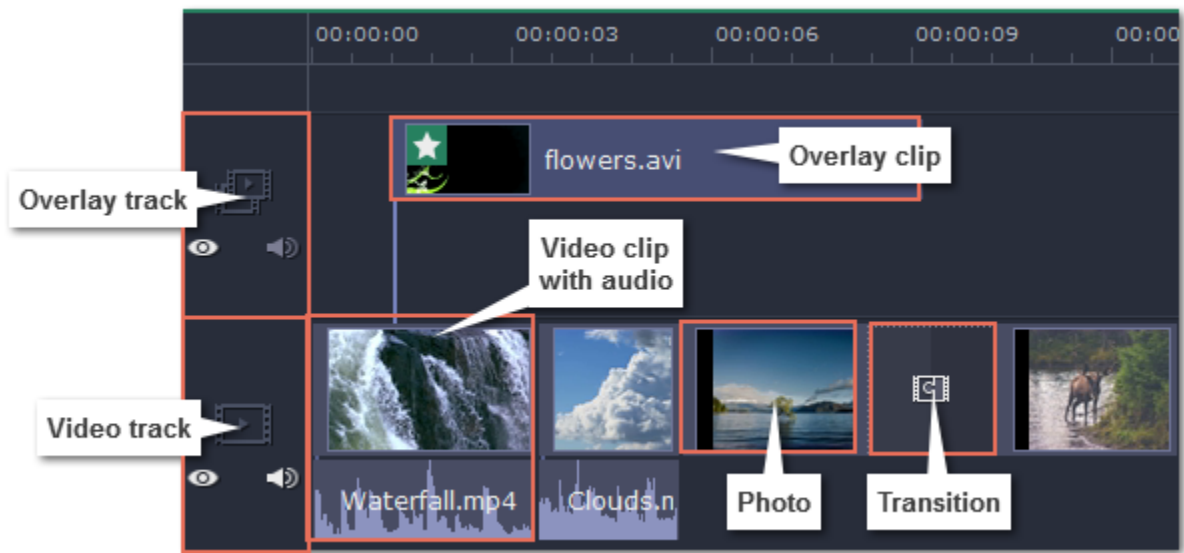 00:00:00 00:00:03 00:00:06 00:00:09 00:00
flowers.avi
Overlay clip
Overlay track
Video clip
with audio
Video track
Waterfall.mp4
Clouds.n
Photo
Transition